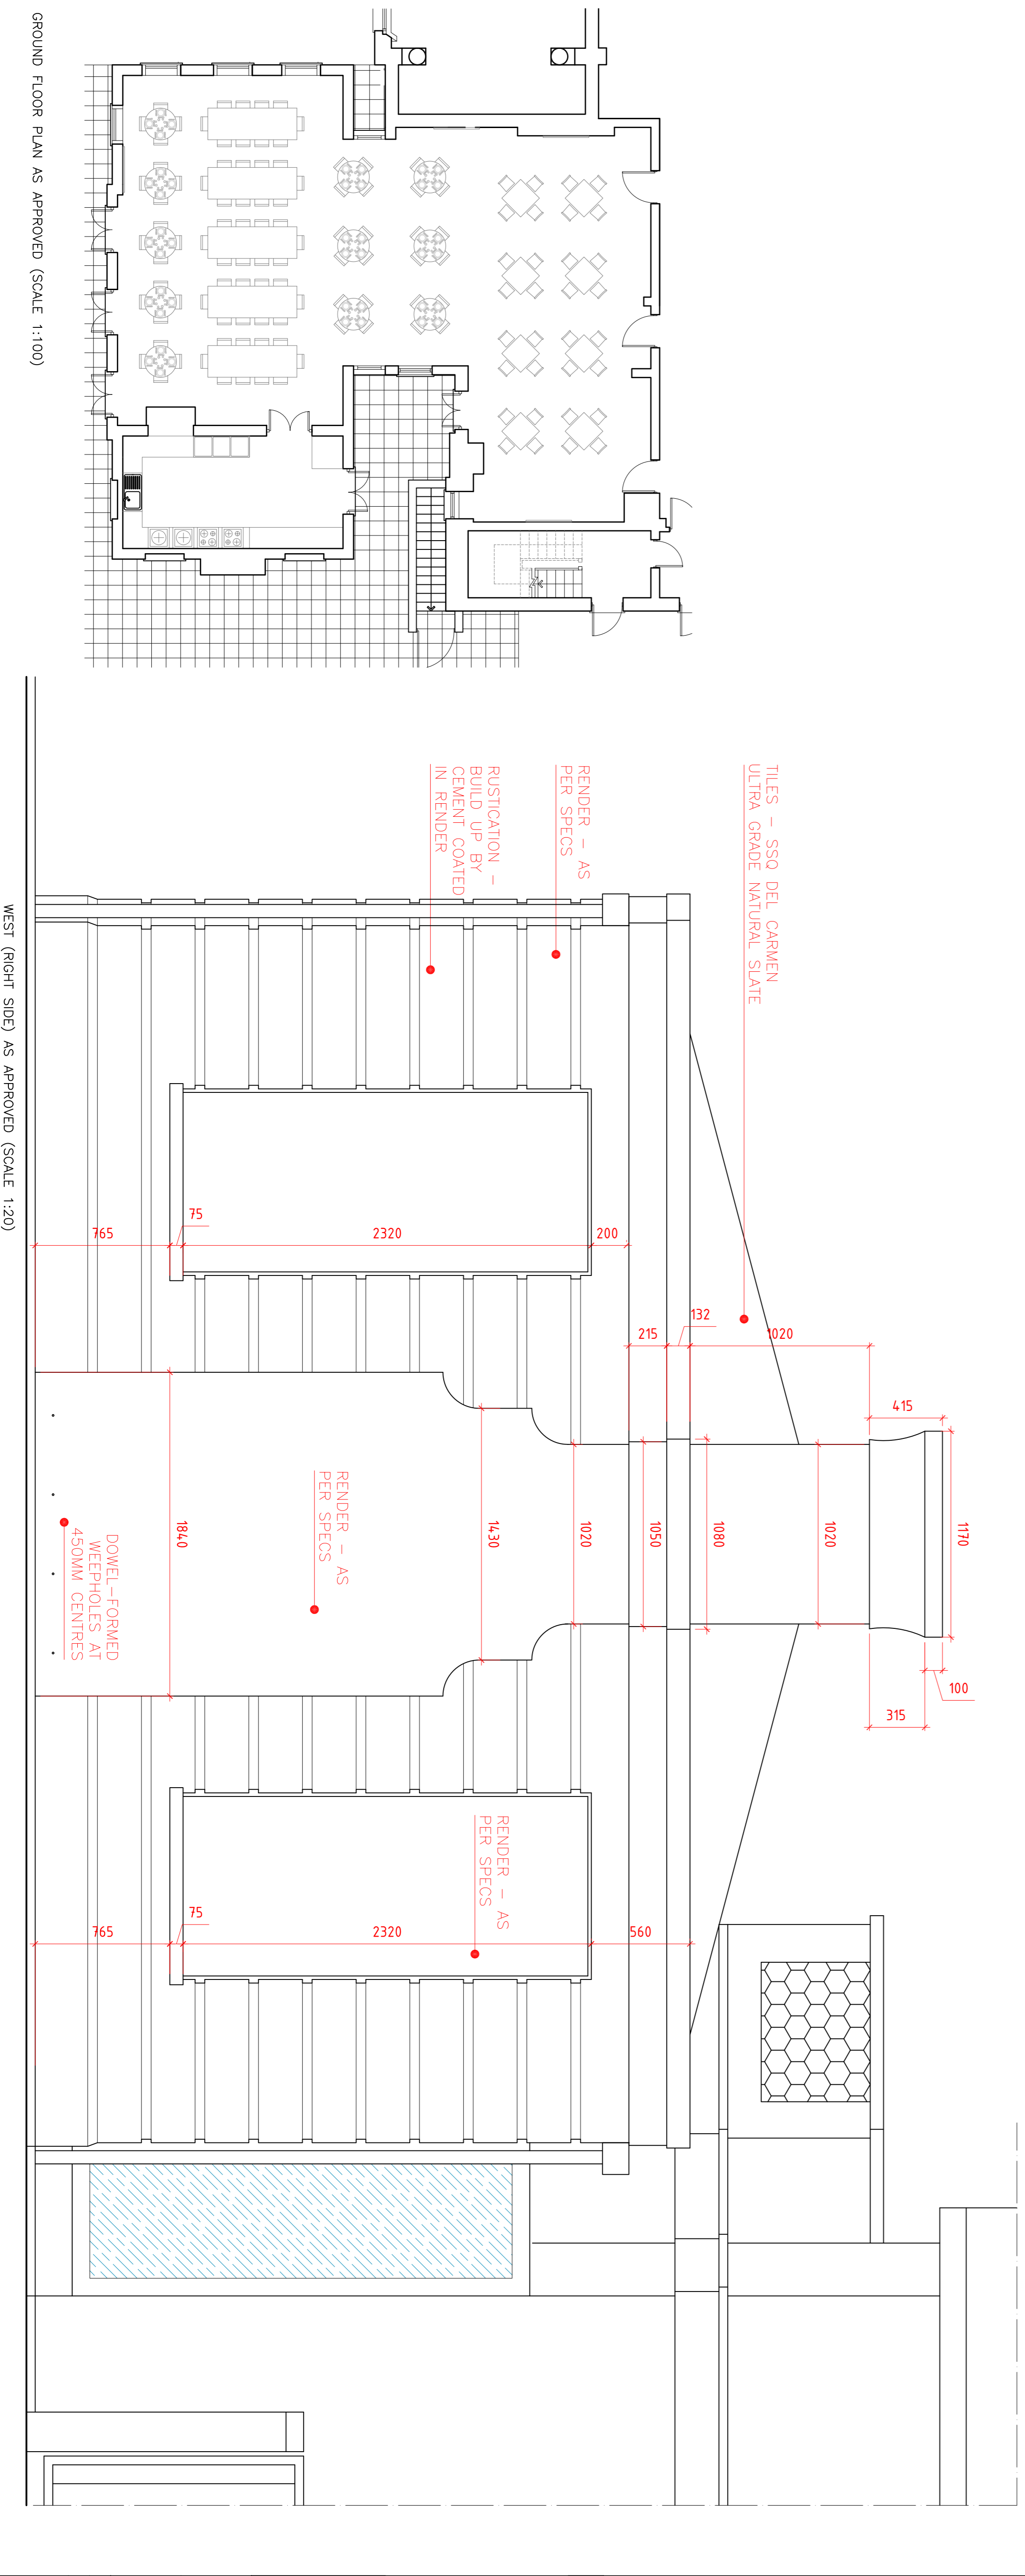 GROUND FLOOR PLAN AS APPROVED (SCALE 1:100)
TILES - SSQ DEL CARMEN
ULTRA GRADE NATURAL SLATE
RENDER - AS
PER SPECS
RUSTICATION -
BUILD UP BY
CEMENT COATED
IN RENDER
765
75
2320
200
215
132
1020
415
1170
100
315
1020
1080
1050
1020
1430
1840
RENDER - AS
PER SPECS
DOWEL-FORMED
WEEPHOLES AT
450MM CENTRES
RENDER - AS
PER SPECS
765
75
2320
560
WEST (RIGHT SIDE) AS APPROVED (SCALE 1:20)